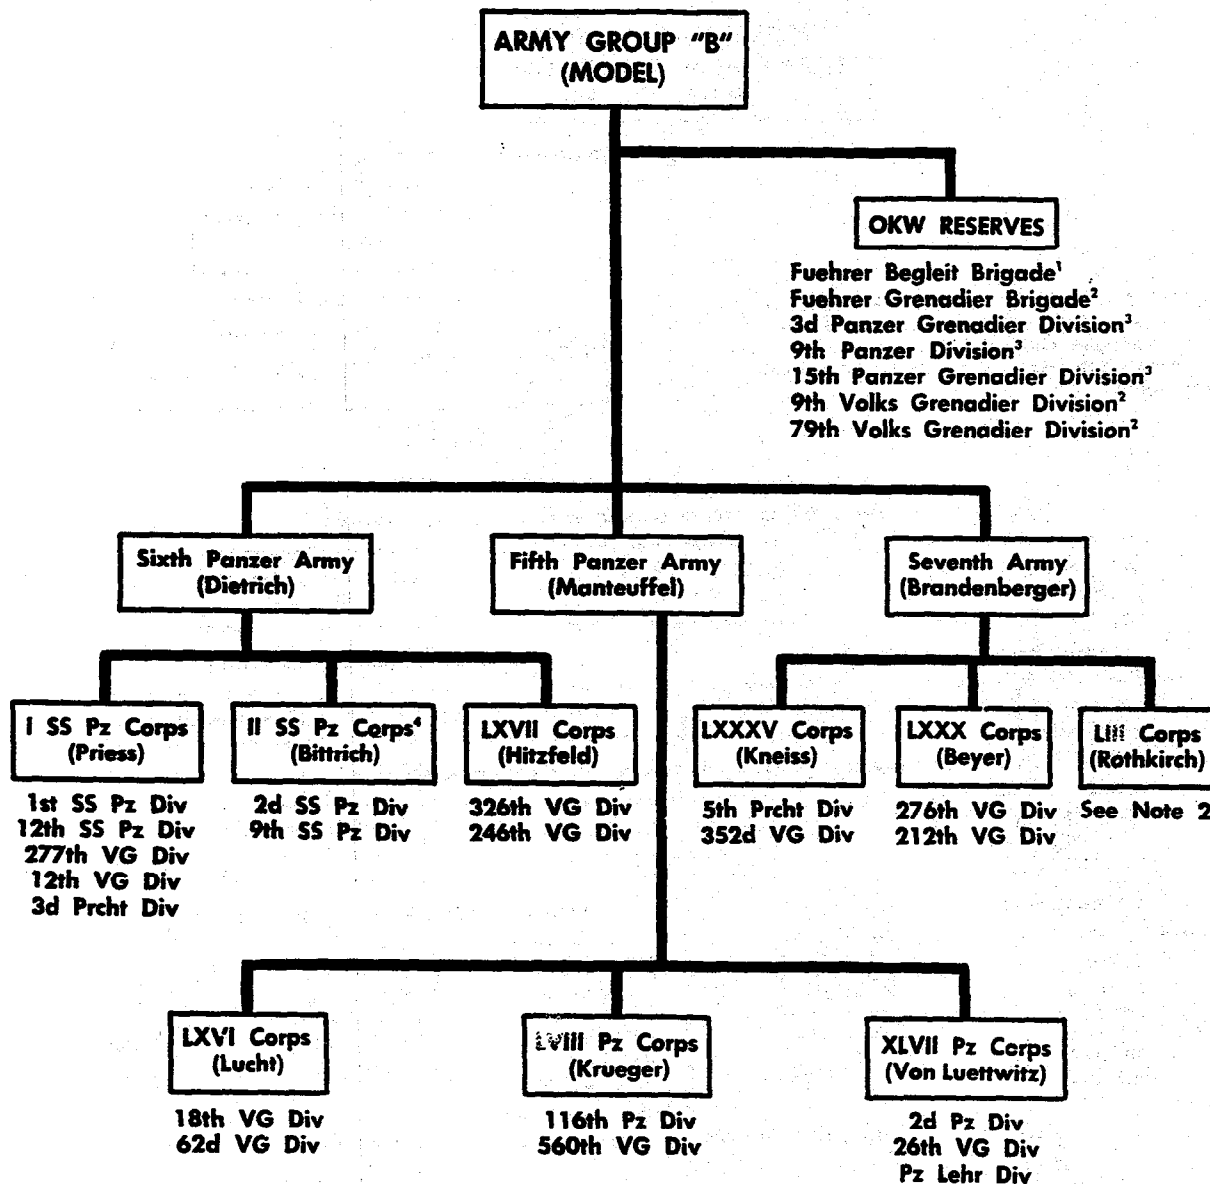 ARMY GROUP "B"
(MODEL)
OKW RESERVES
Fuehrer Begleit Brigade¹
Fuehrer Grenadier Brigade²
3d Panzer Grenadier Division³
9th Panzer Division³
15th Panzer Grenadier Division³
9th Volks Grenadier Division²
79th Volks Grenadier Division²
Sixth Panzer Army
(Dietrich)
Fifth Panzer Army
(Manteuffel)
Seventh Army
(Brandenberger)
I SS Pz Corps
(Priess)
1st SS Pz Div
12th SS Pz Div
277th VG Div
12th VG Div
3d Prcht Div
II SS Pz Corps⁴
(Bittrich)
2d SS Pz Div
9th SS Pz Div
LXVII Corps
(Hitzfeld)
326th VG Div
246th VG Div
LXXXV Corps
(Kneiss)
5th Prcht Div
352d VG Div
LXXX Corps
(Beyer)
276th VG Div
212th VG Div
LIII Corps
(Rothkirch)
See Note 2
LXVI Corps
(Lucht)
18th VG Div
62d VG Div
LVIII Pz Corps
(Krueger)
116th Pz Div
560th VG Div
XLVII Pz Corps
(Von Luettwitz)
2d Pz Div
26th VG Div
Pz Lehr Div